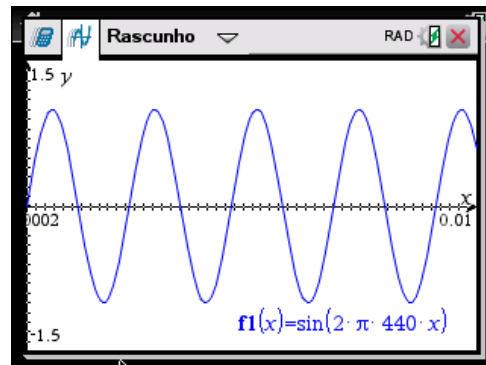 Rascunho RAD
1.5 y
x
0002 0.01
f1(x)=sin(2· π· 440· x)
-1.5